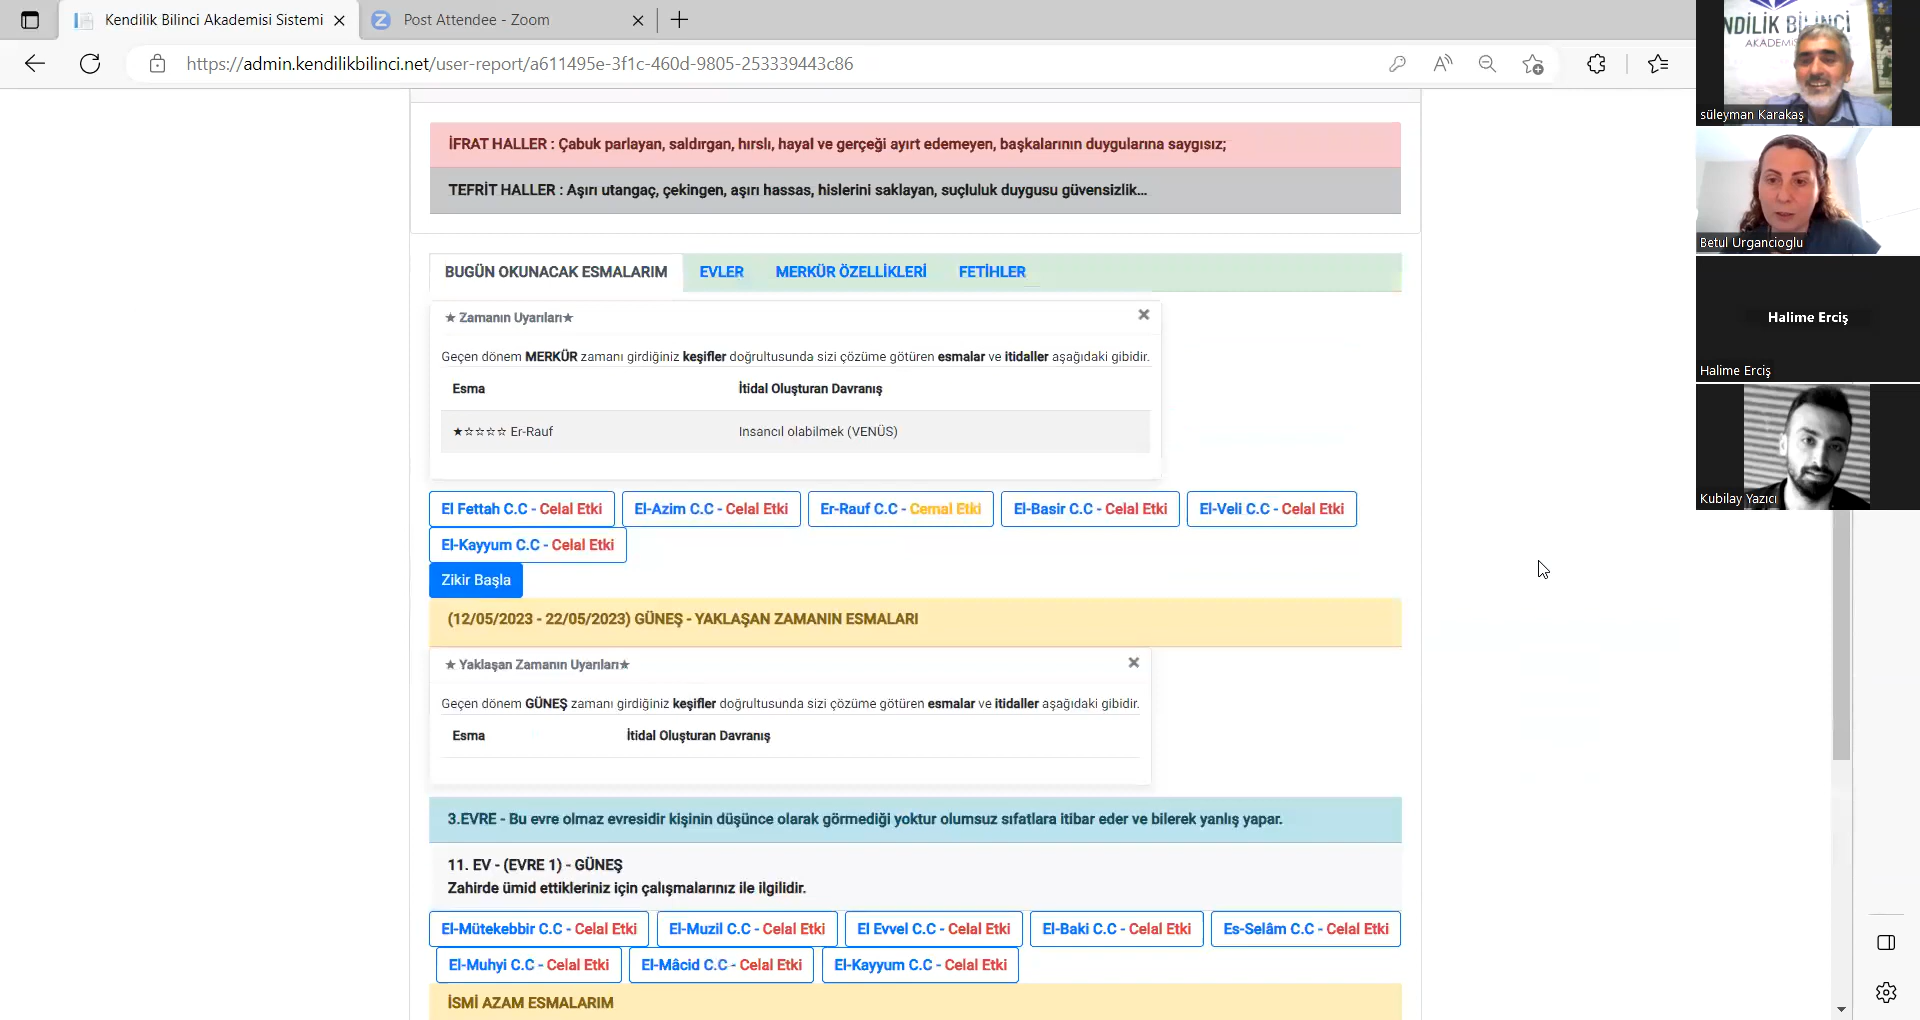 Kendilik Bilinci Akademisi Sistemi
Post Attendee - Zoom
https://admin.kendilikbilinci.net/user-report/a611495e-3f1c-460d-9805-253339443c86
NDİLİK BİLİNCİ
süleyman Karakaş
Betul Urgancioglu
Halime Erciş
Halime Erciş
Kubilay Yazıcı
İFRAT HALLER : Çabuk parlayan, saldırgan, hırslı, hayal ve gerçeği ayırt edemeyen, başkalarının duygularına saygısız;
TEFRİT HALLER : Aşırı utangaç, çekingen, aşırı hassas, hislerini saklayan, suçluluk duygusu güvensizlik...
BUGÜN OKUNACAK ESMALARIM EVLER MERKÜR ÖZELLİKLERİ FETİHLER
★ Zamanın Uyarıları★
Geçen dönem MERKÜR zamanı girdiğiniz keşifler doğrultusunda sizi çözüme götüren esmalar ve itidaller aşağıdaki gibidir.
Esma İtidal Oluşturan Davranış
★☆☆☆☆ Er-Rauf Insancıl olabilmek (VENÜS)
El Fettah C.C - Celal Etki El-Azim C.C - Celal Etki Er-Rauf C.C - Cemal Etki El-Basir C.C - Celal Etki El-Veli C.C - Celal Etki
El-Kayyum C.C - Celal Etki
Zikir Başla
(12/05/2023 - 22/05/2023) GÜNEŞ - YAKLAŞAN ZAMANIN ESMALARI
★ Yaklaşan Zamanın Uyarıları★
Geçen dönem GÜNEŞ zamanı girdiğiniz keşifler doğrultusunda sizi çözüme götüren esmalar ve itidaller aşağıdaki gibidir.
Esma İtidal Oluşturan Davranış
3.EVRE - Bu evre olmaz evresidir kişinin düşünce olarak görmediği yoktur olumsuz sıfatlara itibar eder ve bilerek yanlış yapar.
11. EV - (EVRE 1) - GÜNEŞ
Zahirde ümid ettikleriniz için çalışmalarınız ile ilgilidir.
El-Mütekebbir C.C - Celal Etki El-Muzil C.C - Celal Etki El Evvel C.C - Celal Etki El-Baki C.C - Celal Etki Es-Selâm C.C - Celal Etki
El-Muhyi C.C - Celal Etki El-Mâcid C.C - Celal Etki El-Kayyum C.C - Celal Etki
İSMİ AZAM ESMALARIM